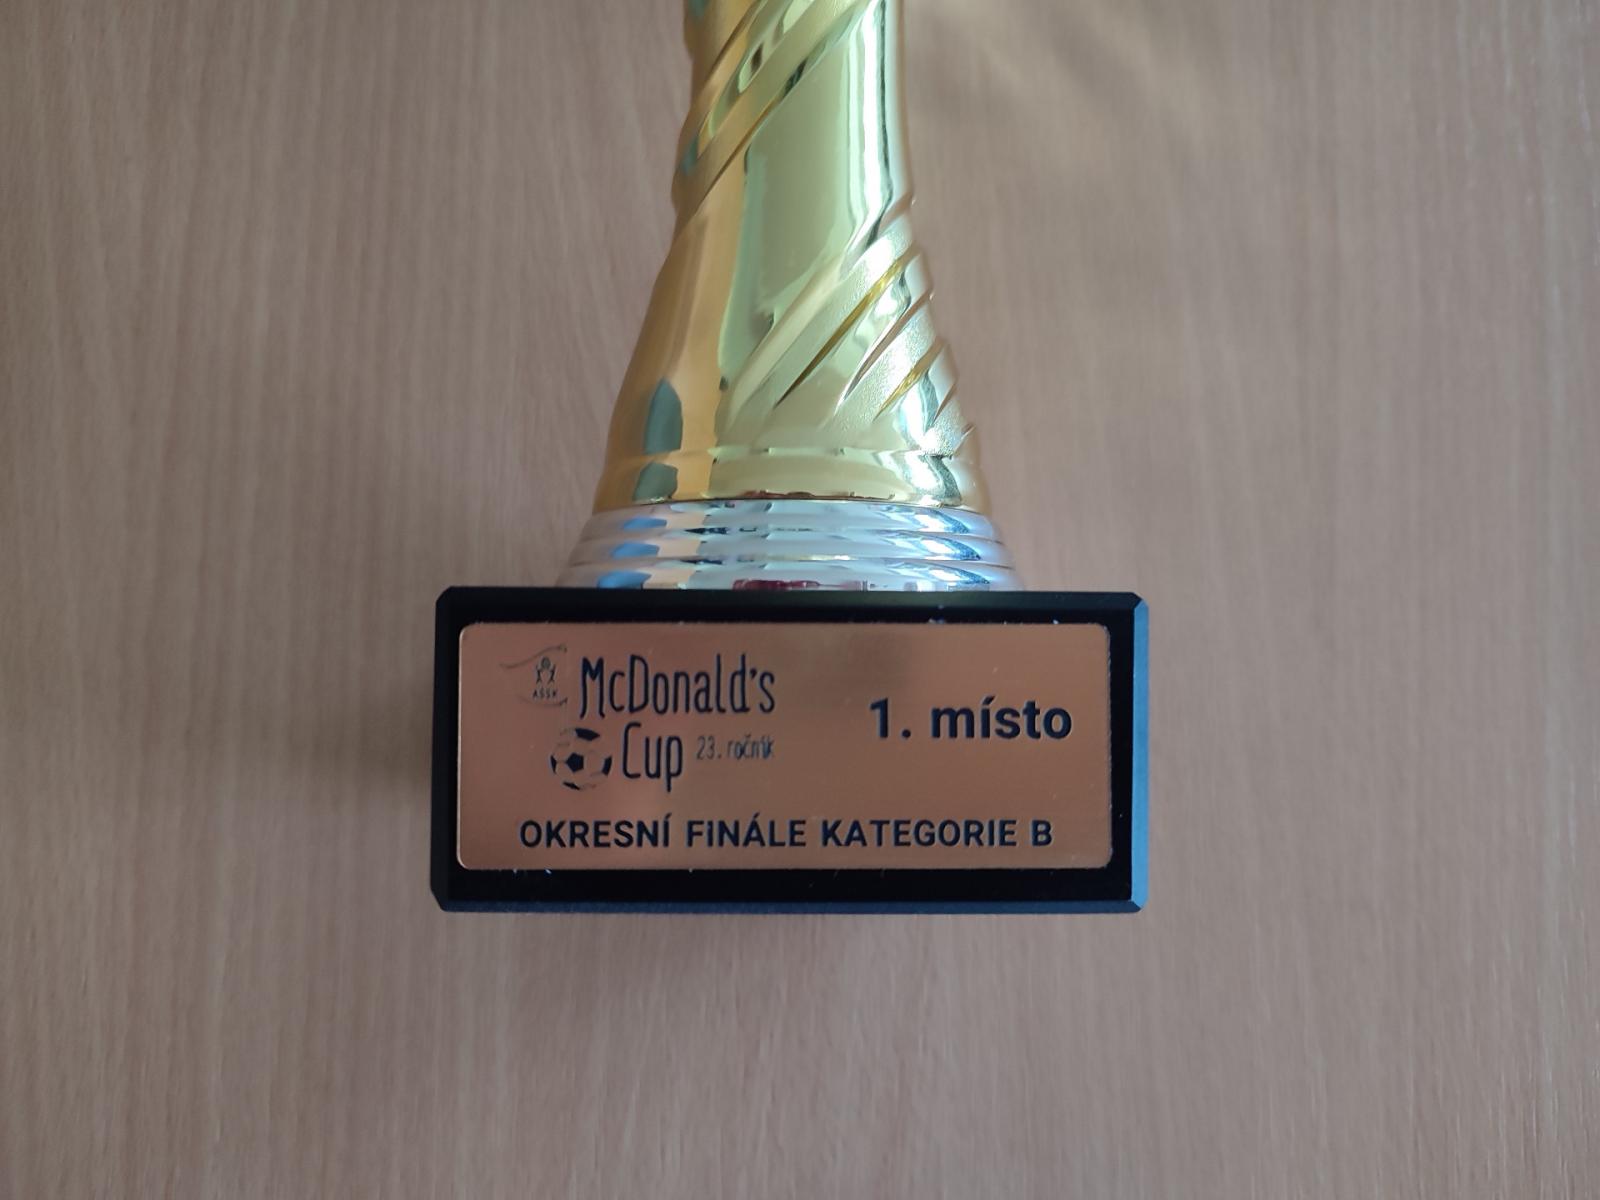 AŠSK
McDonald's
Cup 23. ročník
1. místo
OKRESNÍ FINÁLE KATEGORIE B